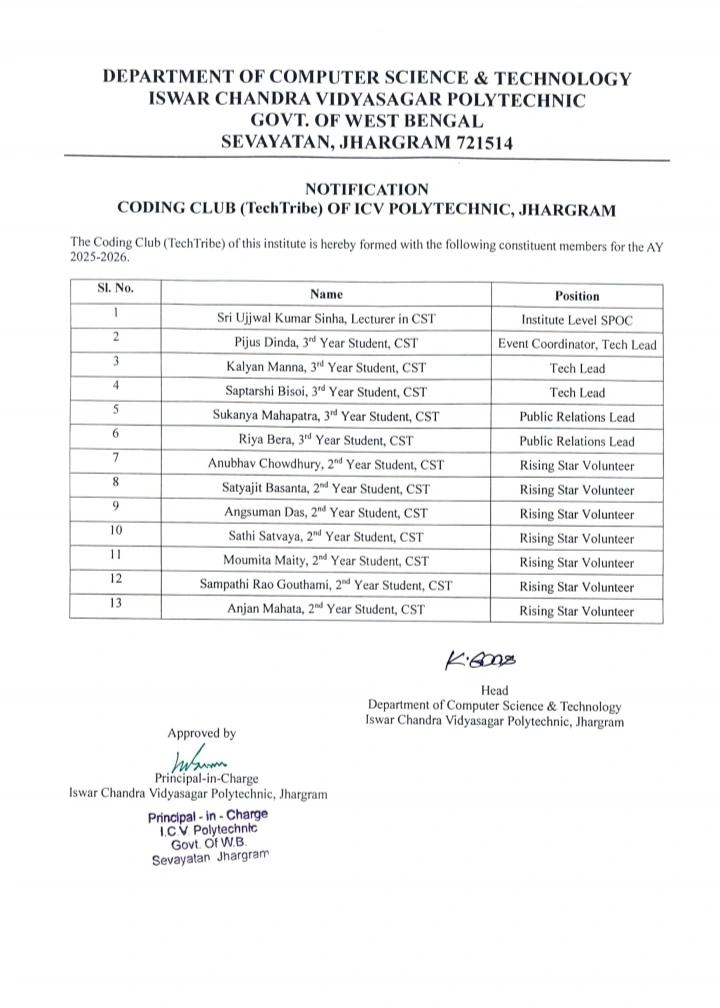 DEPARTMENT OF COMPUTER SCIENCE & TECHNOLOGY
ISWAR CHANDRA VIDYASAGAR POLYTECHNIC
GOVT. OF WEST BENGAL
SEVAYATAN, JHARGRAM 721514
NOTIFICATION
CODING CLUB (TechTribe) OF ICV POLYTECHNIC, JHARGRAM
The Coding Club (TechTribe) of this institute is hereby formed with the following constituent members for the AY
2025-2026.
Sl. No. Name Position
1 Sri Ujjwal Kumar Sinha, Lecturer in CST Institute Level SPOC
2 Pijus Dinda, 3rd Year Student, CST Event Coordinator, Tech Lead
3 Kalyan Manna, 3rd Year Student, CST Tech Lead
4 Saptarshi Bisoi, 3rd Year Student, CST Tech Lead
5 Sukanya Mahapatra, 3rd Year Student, CST Public Relations Lead
6 Riya Bera, 3rd Year Student, CST Public Relations Lead
7 Anubhav Chowdhury, 2nd Year Student, CST Rising Star Volunteer
8 Satyajit Basanta, 2nd Year Student, CST Rising Star Volunteer
9 Angsuman Das, 2nd Year Student, CST Rising Star Volunteer
10 Sathi Satvaya, 2nd Year Student, CST Rising Star Volunteer
11 Moumita Maity, 2nd Year Student, CST Rising Star Volunteer
12 Sampathi Rao Gouthami, 2nd Year Student, CST Rising Star Volunteer
13 Anjan Mahata, 2nd Year Student, CST Rising Star Volunteer
Head
Department of Computer Science & Technology
Iswar Chandra Vidyasagar Polytechnic, Jhargram
Approved by
Principal-in-Charge
Iswar Chandra Vidyasagar Polytechnic, Jhargram
Principal - in - Charge
I.C.V. Polytechnic
Govt. Of W.B.
Sevayatan Jhargram